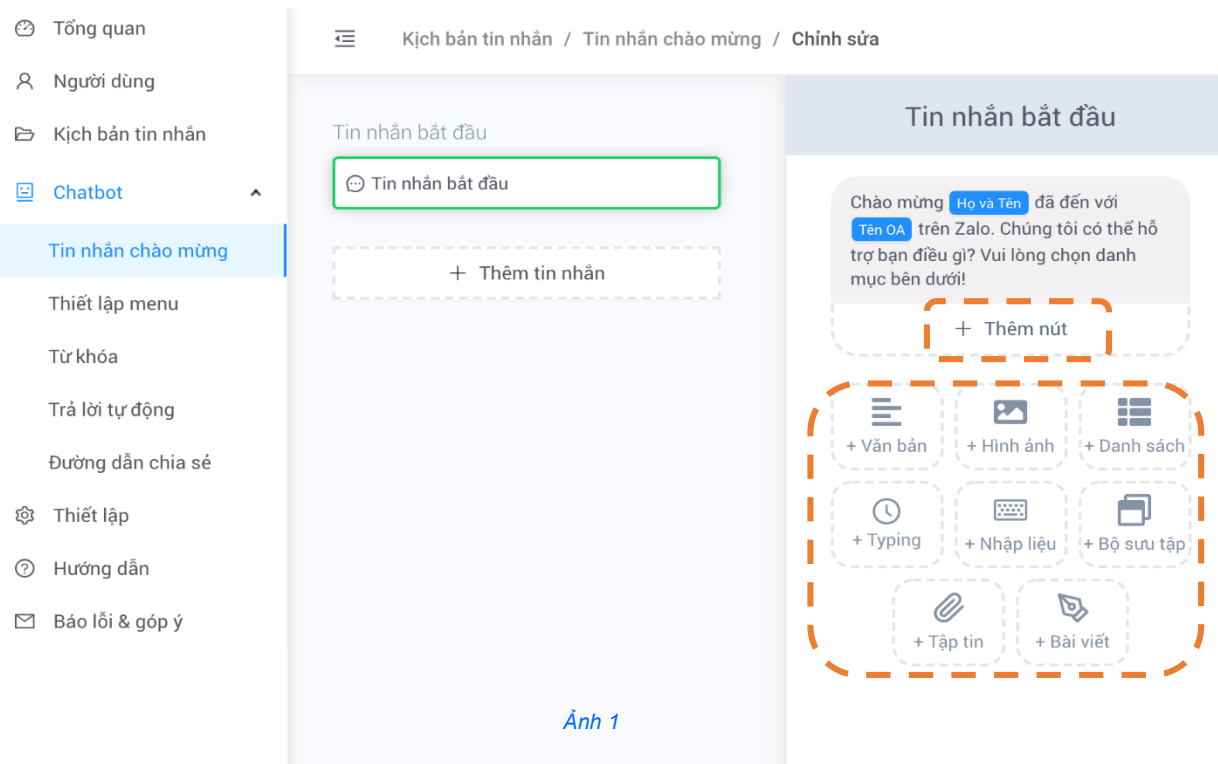 Tổng quan
Người dùng
Kịch bản tin nhắn
Chatbot
Tin nhắn chào mừng
Thiết lập menu
Từ khóa
Trả lời tự động
Đường dẫn chia sẻ
Thiết lập
Hướng dẫn
Báo lỗi & góp ý
Kịch bản tin nhắn / Tin nhắn chào mừng / Chỉnh sửa
Tin nhắn bắt đầu
Tin nhắn bắt đầu
+ Thêm tin nhắn
Ảnh 1
Tin nhắn bắt đầu
Chào mừng Họ và Tên đã đến với
Tên OA trên Zalo. Chúng tôi có thể hỗ
trợ bạn điều gì? Vui lòng chọn danh
mục bên dưới!
+ Thêm nút
+ Văn bản
+ Hình ảnh
+ Danh sách
+ Typing
+ Nhập liệu
+ Bộ sưu tập
+ Tập tin
+ Bài viết